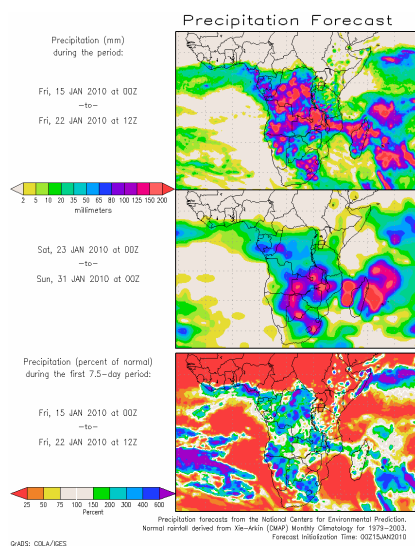 Precipitation Forecast
Precipitation (mm)
during the period:
Fri, 15 JAN 2010 at 00Z
—to—
Fri, 22 JAN 2010 at 12Z
2 5 10 20 35 50 65 80 100 125 150 200
millimeters
Sat, 23 JAN 2010 at 00Z
—to—
Sun, 31 JAN 2010 at 00Z
Precipitation (percent of normal)
during the first 7.5-day period:
Fri, 15 JAN 2010 at 00Z
—to—
Fri, 22 JAN 2010 at 12Z
25 50 75 100 150 200 300 400 600
Percent
Precipitation forecasts from the National Centers for Environmental Prediction.
Normal rainfall derived from Xie-Arkin (CMAP) Monthly Climatology for 1979-2003.
Forecast Initialization Time: 00Z15JAN2010
GrADS: COLA/IGES